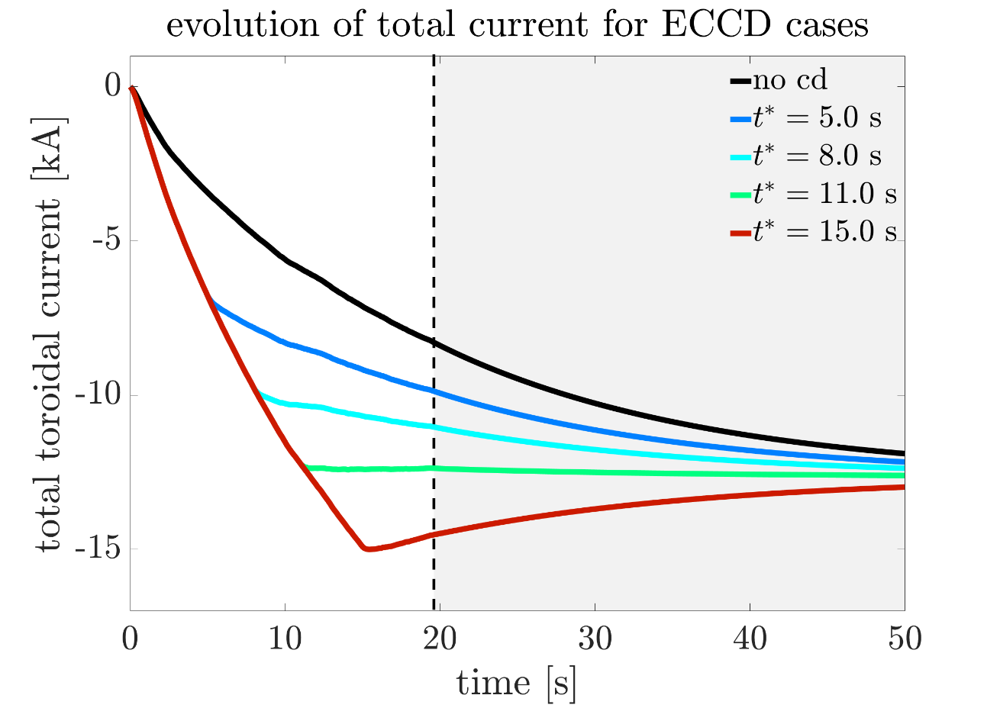 evolution of total current for ECCD cases
total toroidal current [kA]
0
-5
-10
-15
no cd
t* = 5.0 s
t* = 8.0 s
t* = 11.0 s
t* = 15.0 s
0 10 20 30 40 50
time [s]